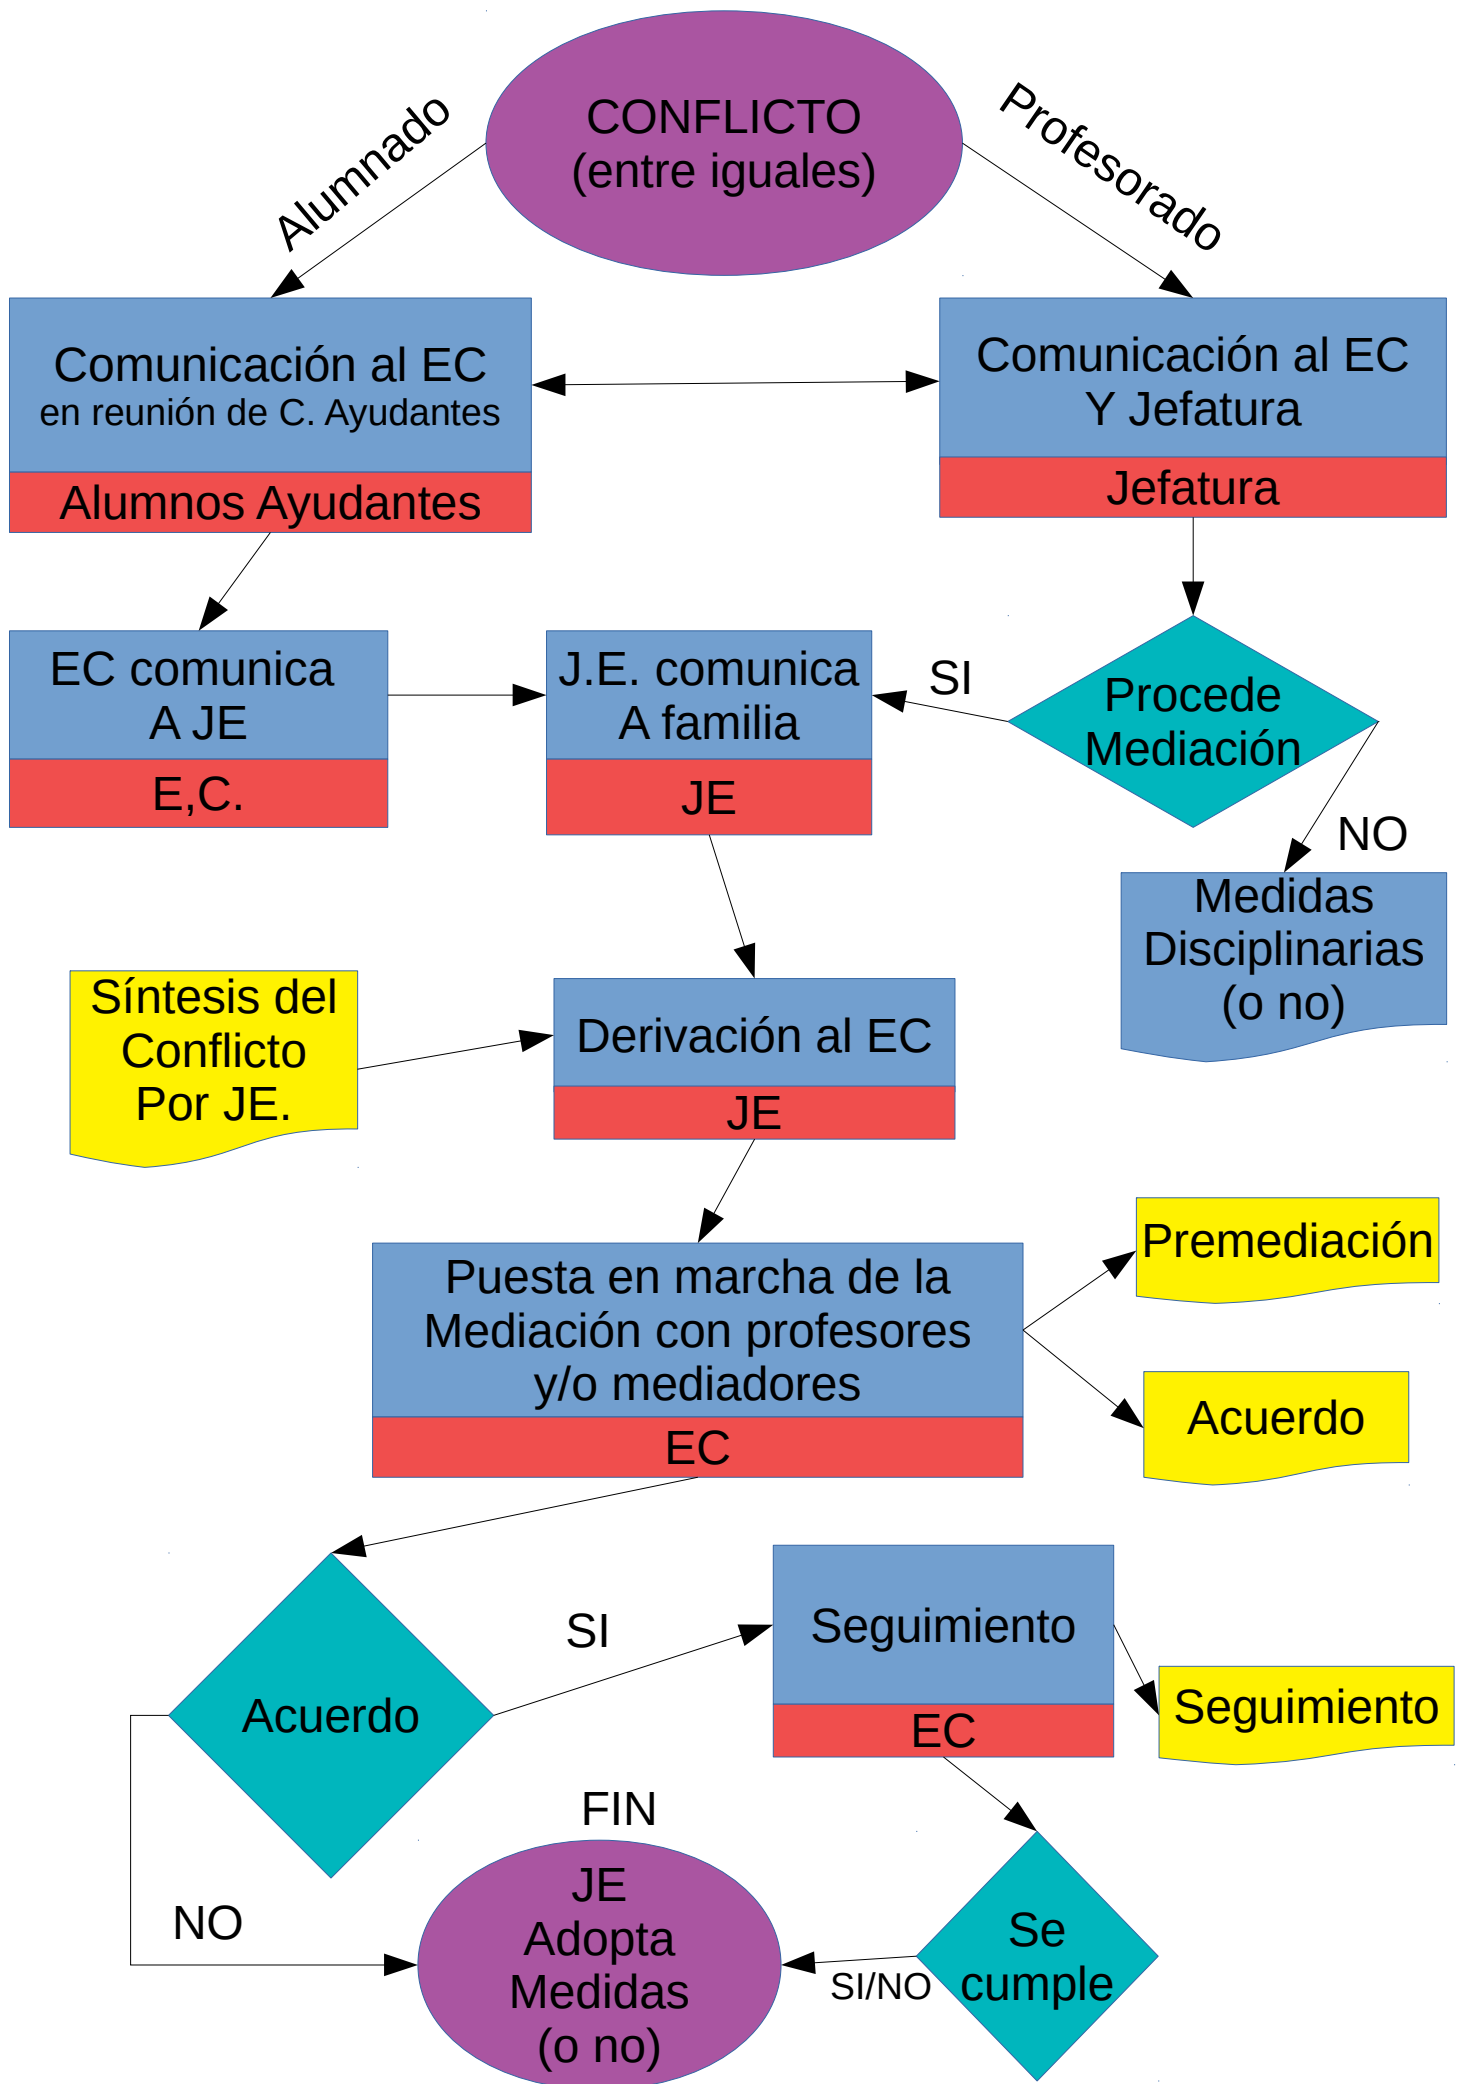 CONFLICTO
(entre iguales)
Alumnado
Profesorado
Comunicación al EC
en reunión de C. Ayudantes
Alumnos Ayudantes
Comunicación al EC
Y Jefatura
Jefatura
EC comunica
A JE
E,C.
J.E. comunica
A familia
JE
SI
Procede
Mediación
NO
Medidas
Disciplinarias
(o no)
Síntesis del
Conflicto
Por JE.
Derivación al EC
JE
Puesta en marcha de la
Mediación con profesores
y/o mediadores
EC
Premediación
Acuerdo
Acuerdo
SI
Seguimiento
EC
Seguimiento
NO
FIN
JE
Adopta
Medidas
(o no)
SI/NO
Se
cumple